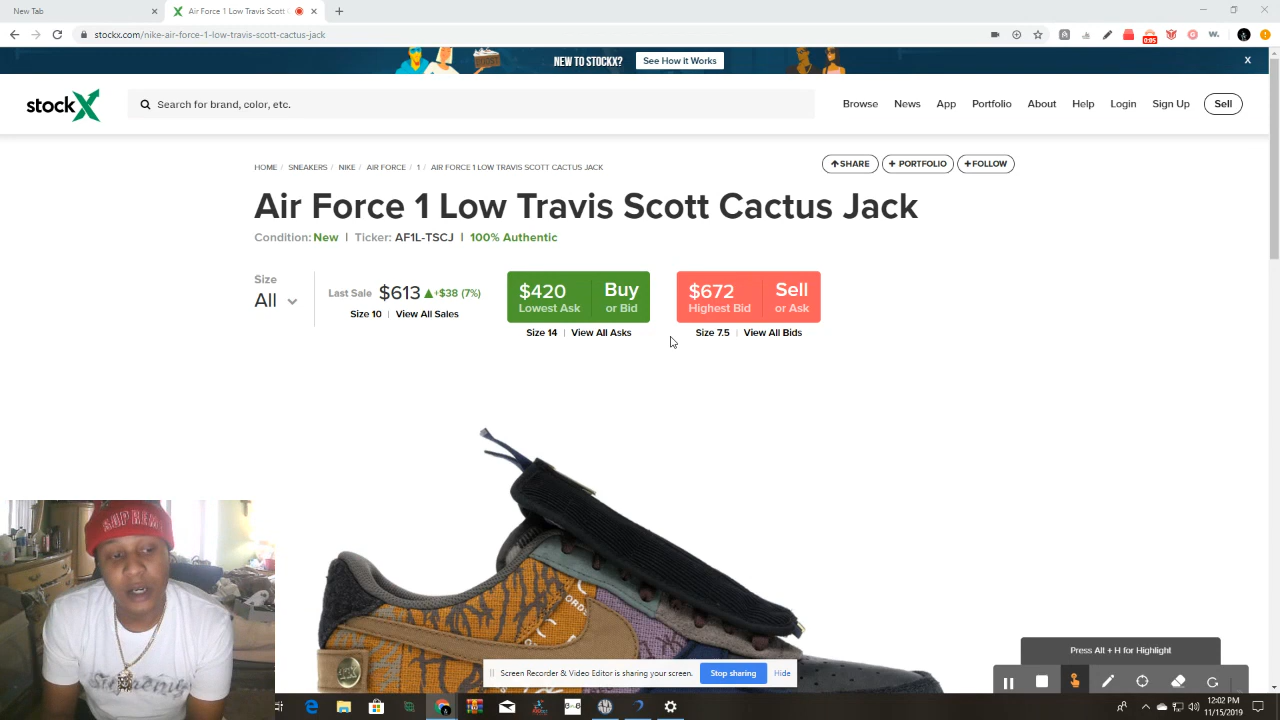 New Tab
Air Force 1 Low Travis Scott
stockx.com/nike-air-force-1-low-travis-scott-cactus-jack
0:05
W.
BOOST
NEW TO STOCKX?
See How it Works
X
stockX
Search for brand, color, etc.
Browse
News
App
Portfolio
About
Help
Login
Sign Up
Sell
HOME / SNEAKERS / NIKE / AIR FORCE / 1 / AIR FORCE 1 LOW TRAVIS SCOTT CACTUS JACK
SHARE
+ PORTFOLIO
+ FOLLOW
Air Force 1 Low Travis Scott Cactus Jack
Condition: New | Ticker: AF1L-TSCJ | 100% Authentic
Size
All
Last Sale $613 +$38 (7%)
Size 10 | View All Sales
$420 Buy
Lowest Ask or Bid
Size 14 | View All Asks
$672 Sell
Highest Bid or Ask
Size 7.5 | View All Bids
SUPREME
Supreme
Screen Recorder & Video Editor is sharing your screen.
Stop sharing
Hide
Press Alt + H for Highlight
12:02 PM
11/15/2019